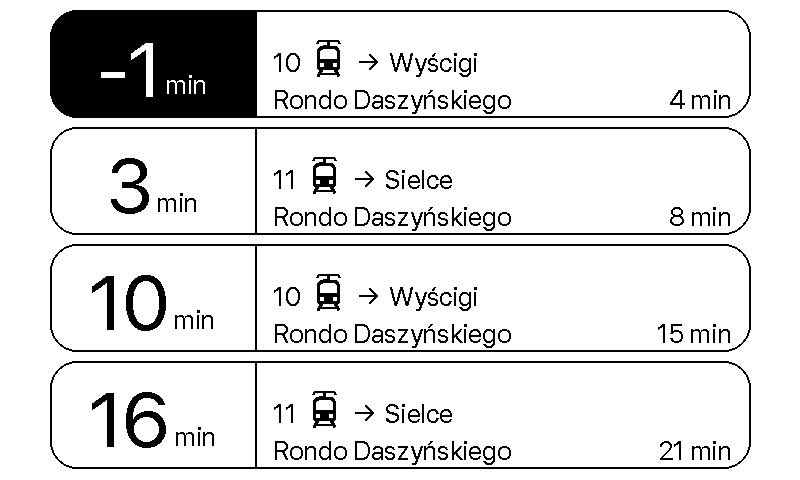 -1 min
10 → Wyścigi
Rondo Daszyńskiego 4 min
3 min
11 → Sielce
Rondo Daszyńskiego 8 min
10 min
10 → Wyścigi
Rondo Daszyńskiego 15 min
16 min
11 → Sielce
Rondo Daszyńskiego 21 min